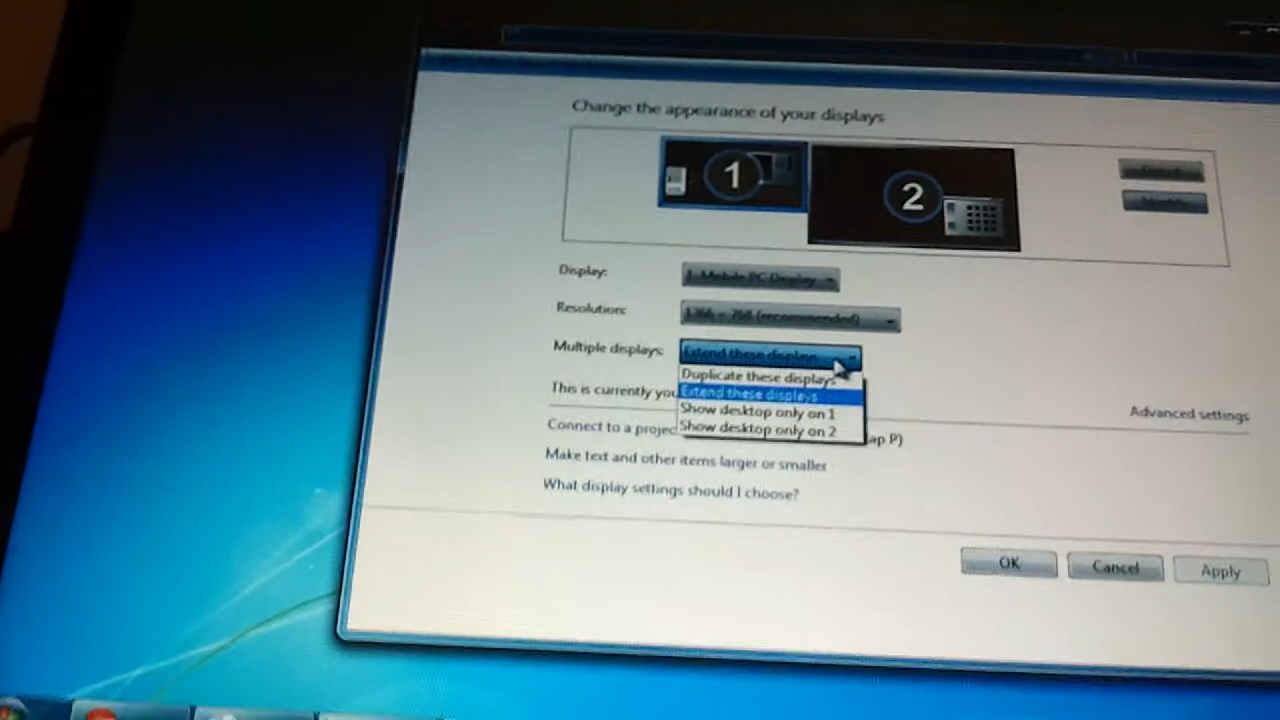 Change the appearance of your displays
1
2
Display:
1. Mobile PC Display
Resolution:
1366 × 768 (recommended)
Multiple displays:
Extend these displays
Duplicate these displays
Extend these displays
Show desktop only on 1
Show desktop only on 2
This is currently you
Advanced settings
Connect to a projec
ap P)
Make text and other items larger or smaller
What display settings should I choose?
OK
Cancel
Apply